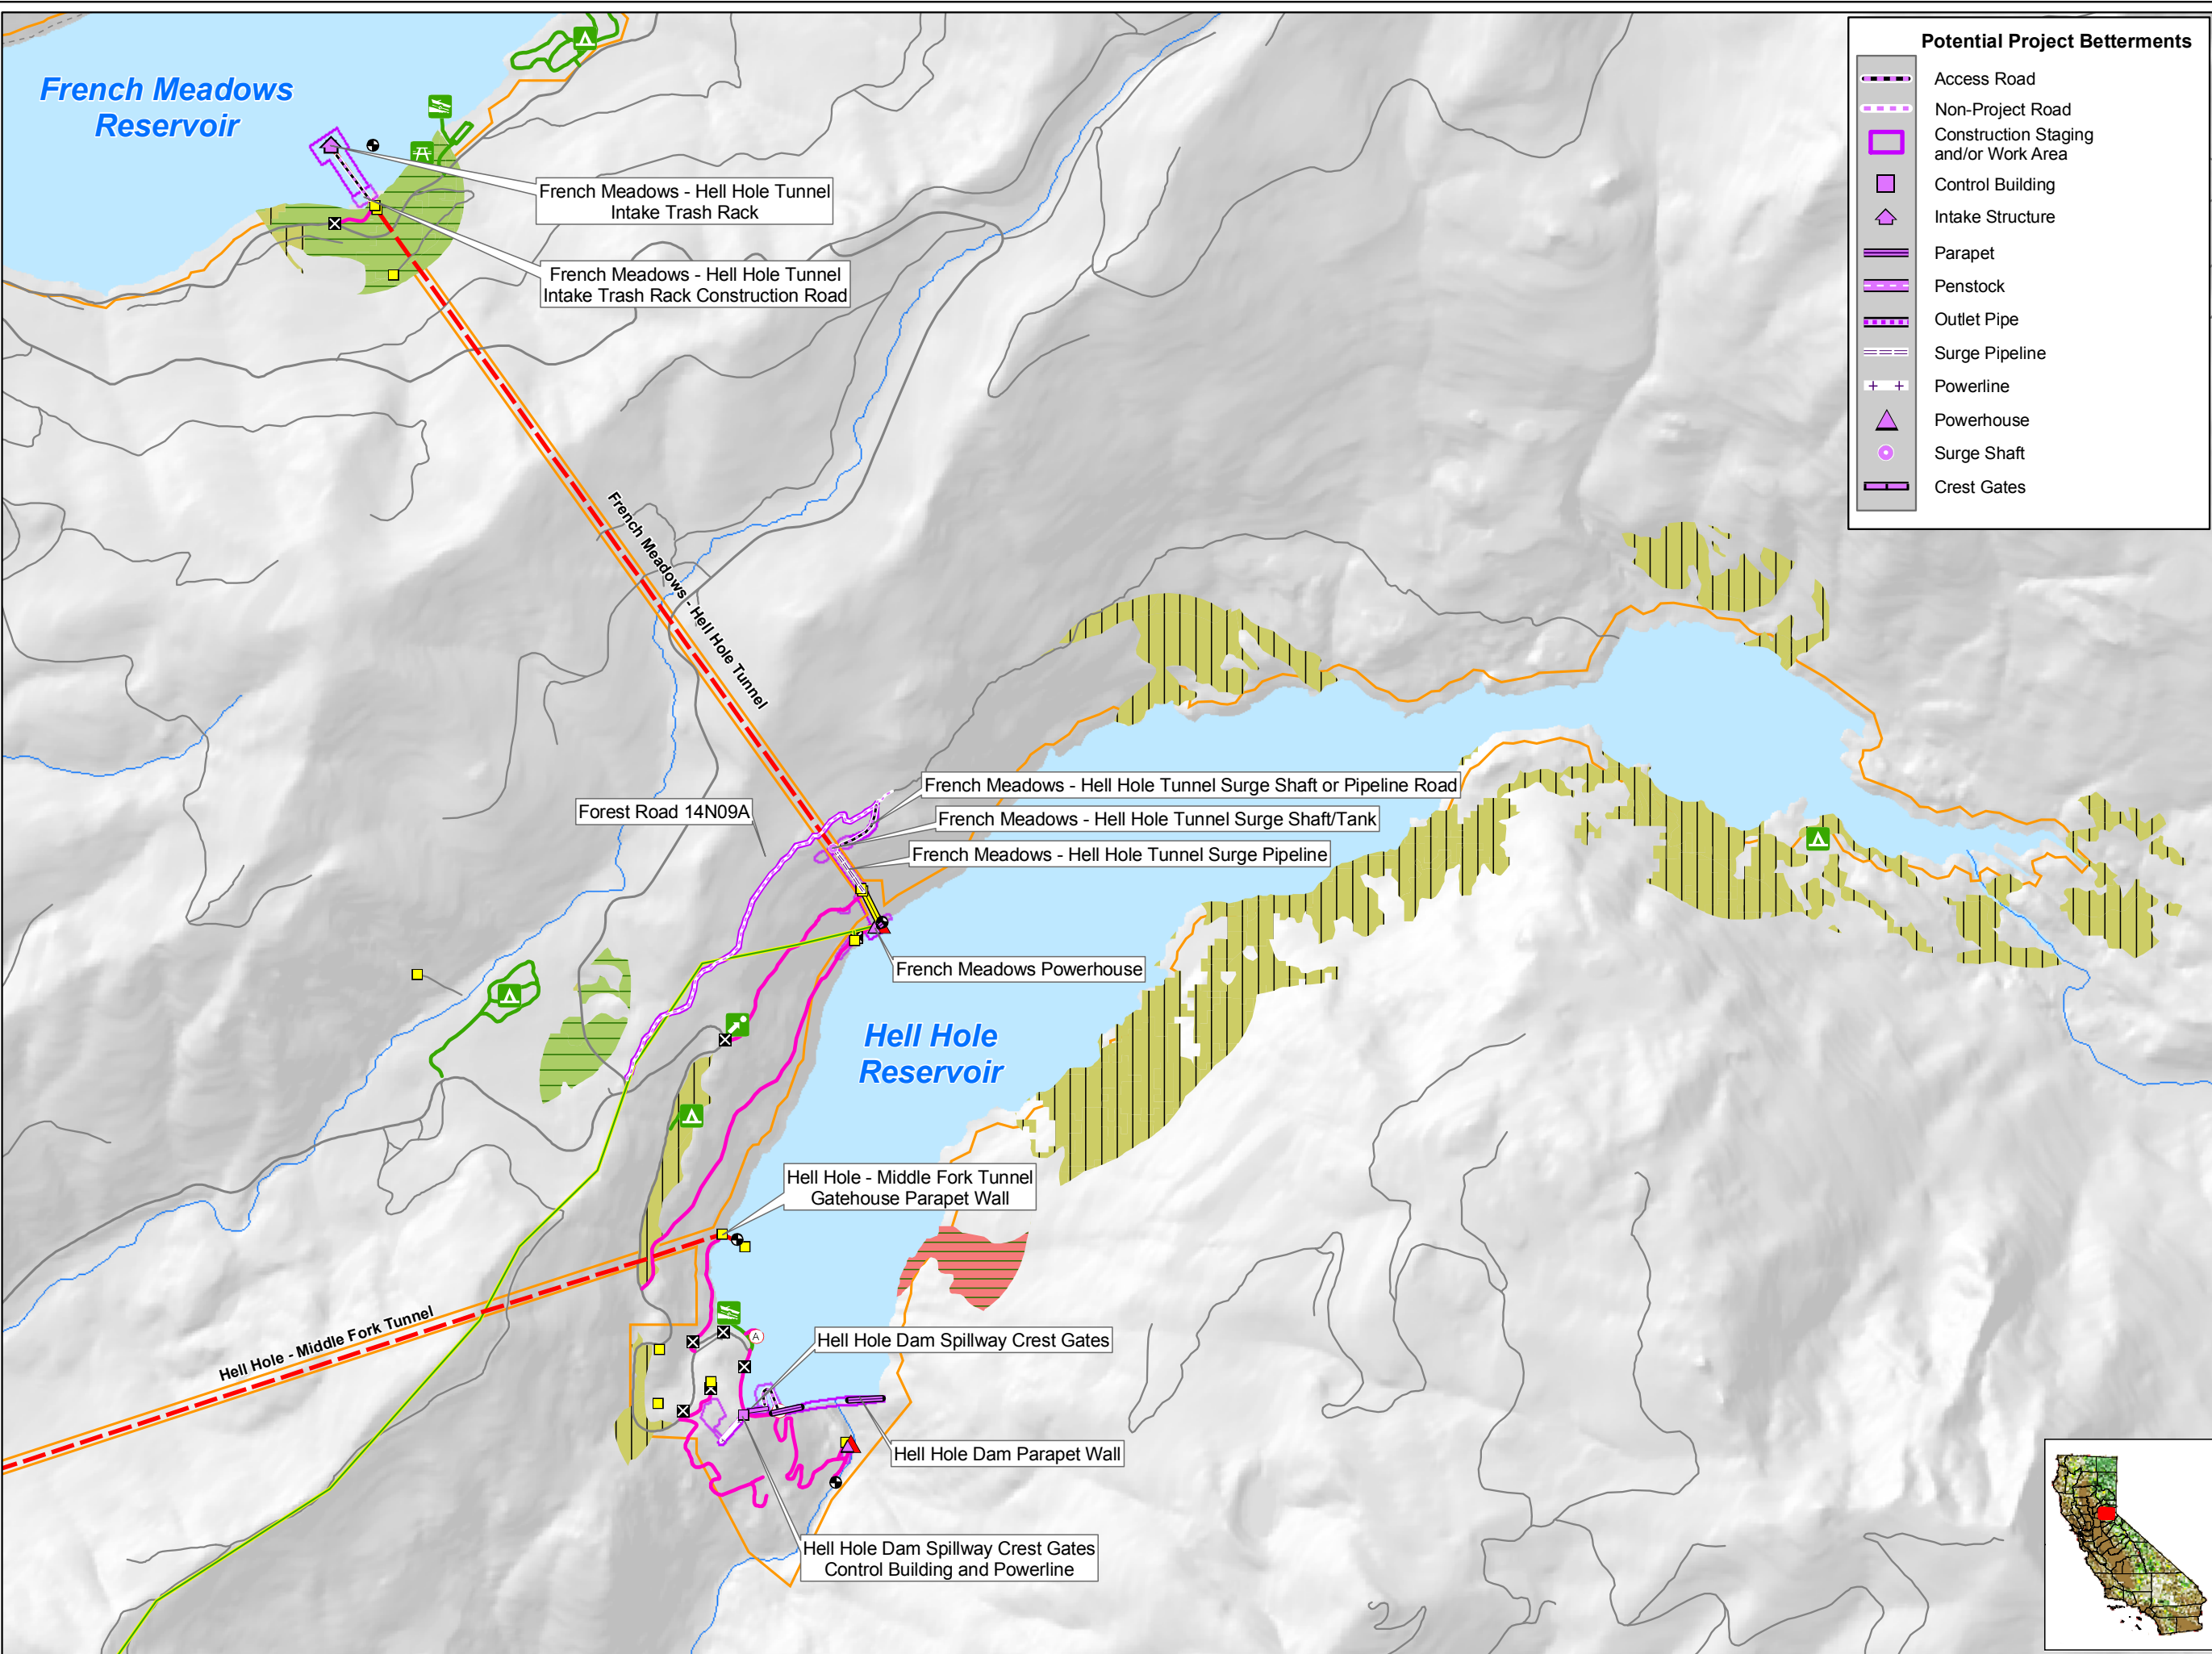 French Meadows
Reservoir
Potential Project Betterments
Access Road
Non-Project Road
Construction Staging
and/or Work Area
Control Building
Intake Structure
Parapet
Penstock
Outlet Pipe
Surge Pipeline
Powerline
Powerhouse
Surge Shaft
Crest Gates
French Meadows - Hell Hole Tunnel
Intake Trash Rack
French Meadows - Hell Hole Tunnel
Intake Trash Rack Construction Road
French Meadows - Hell Hole Tunnel
French Meadows - Hell Hole Tunnel Surge Shaft or Pipeline Road
Forest Road 14N09A
French Meadows - Hell Hole Tunnel Surge Shaft/Tank
French Meadows - Hell Hole Tunnel Surge Pipeline
French Meadows Powerhouse
Hell Hole
Reservoir
Hell Hole - Middle Fork Tunnel
Gatehouse Parapet Wall
Hell Hole - Middle Fork Tunnel
A
Hell Hole Dam Spillway Crest Gates
Hell Hole Dam Parapet Wall
Hell Hole Dam Spillway Crest Gates
Control Building and Powerline